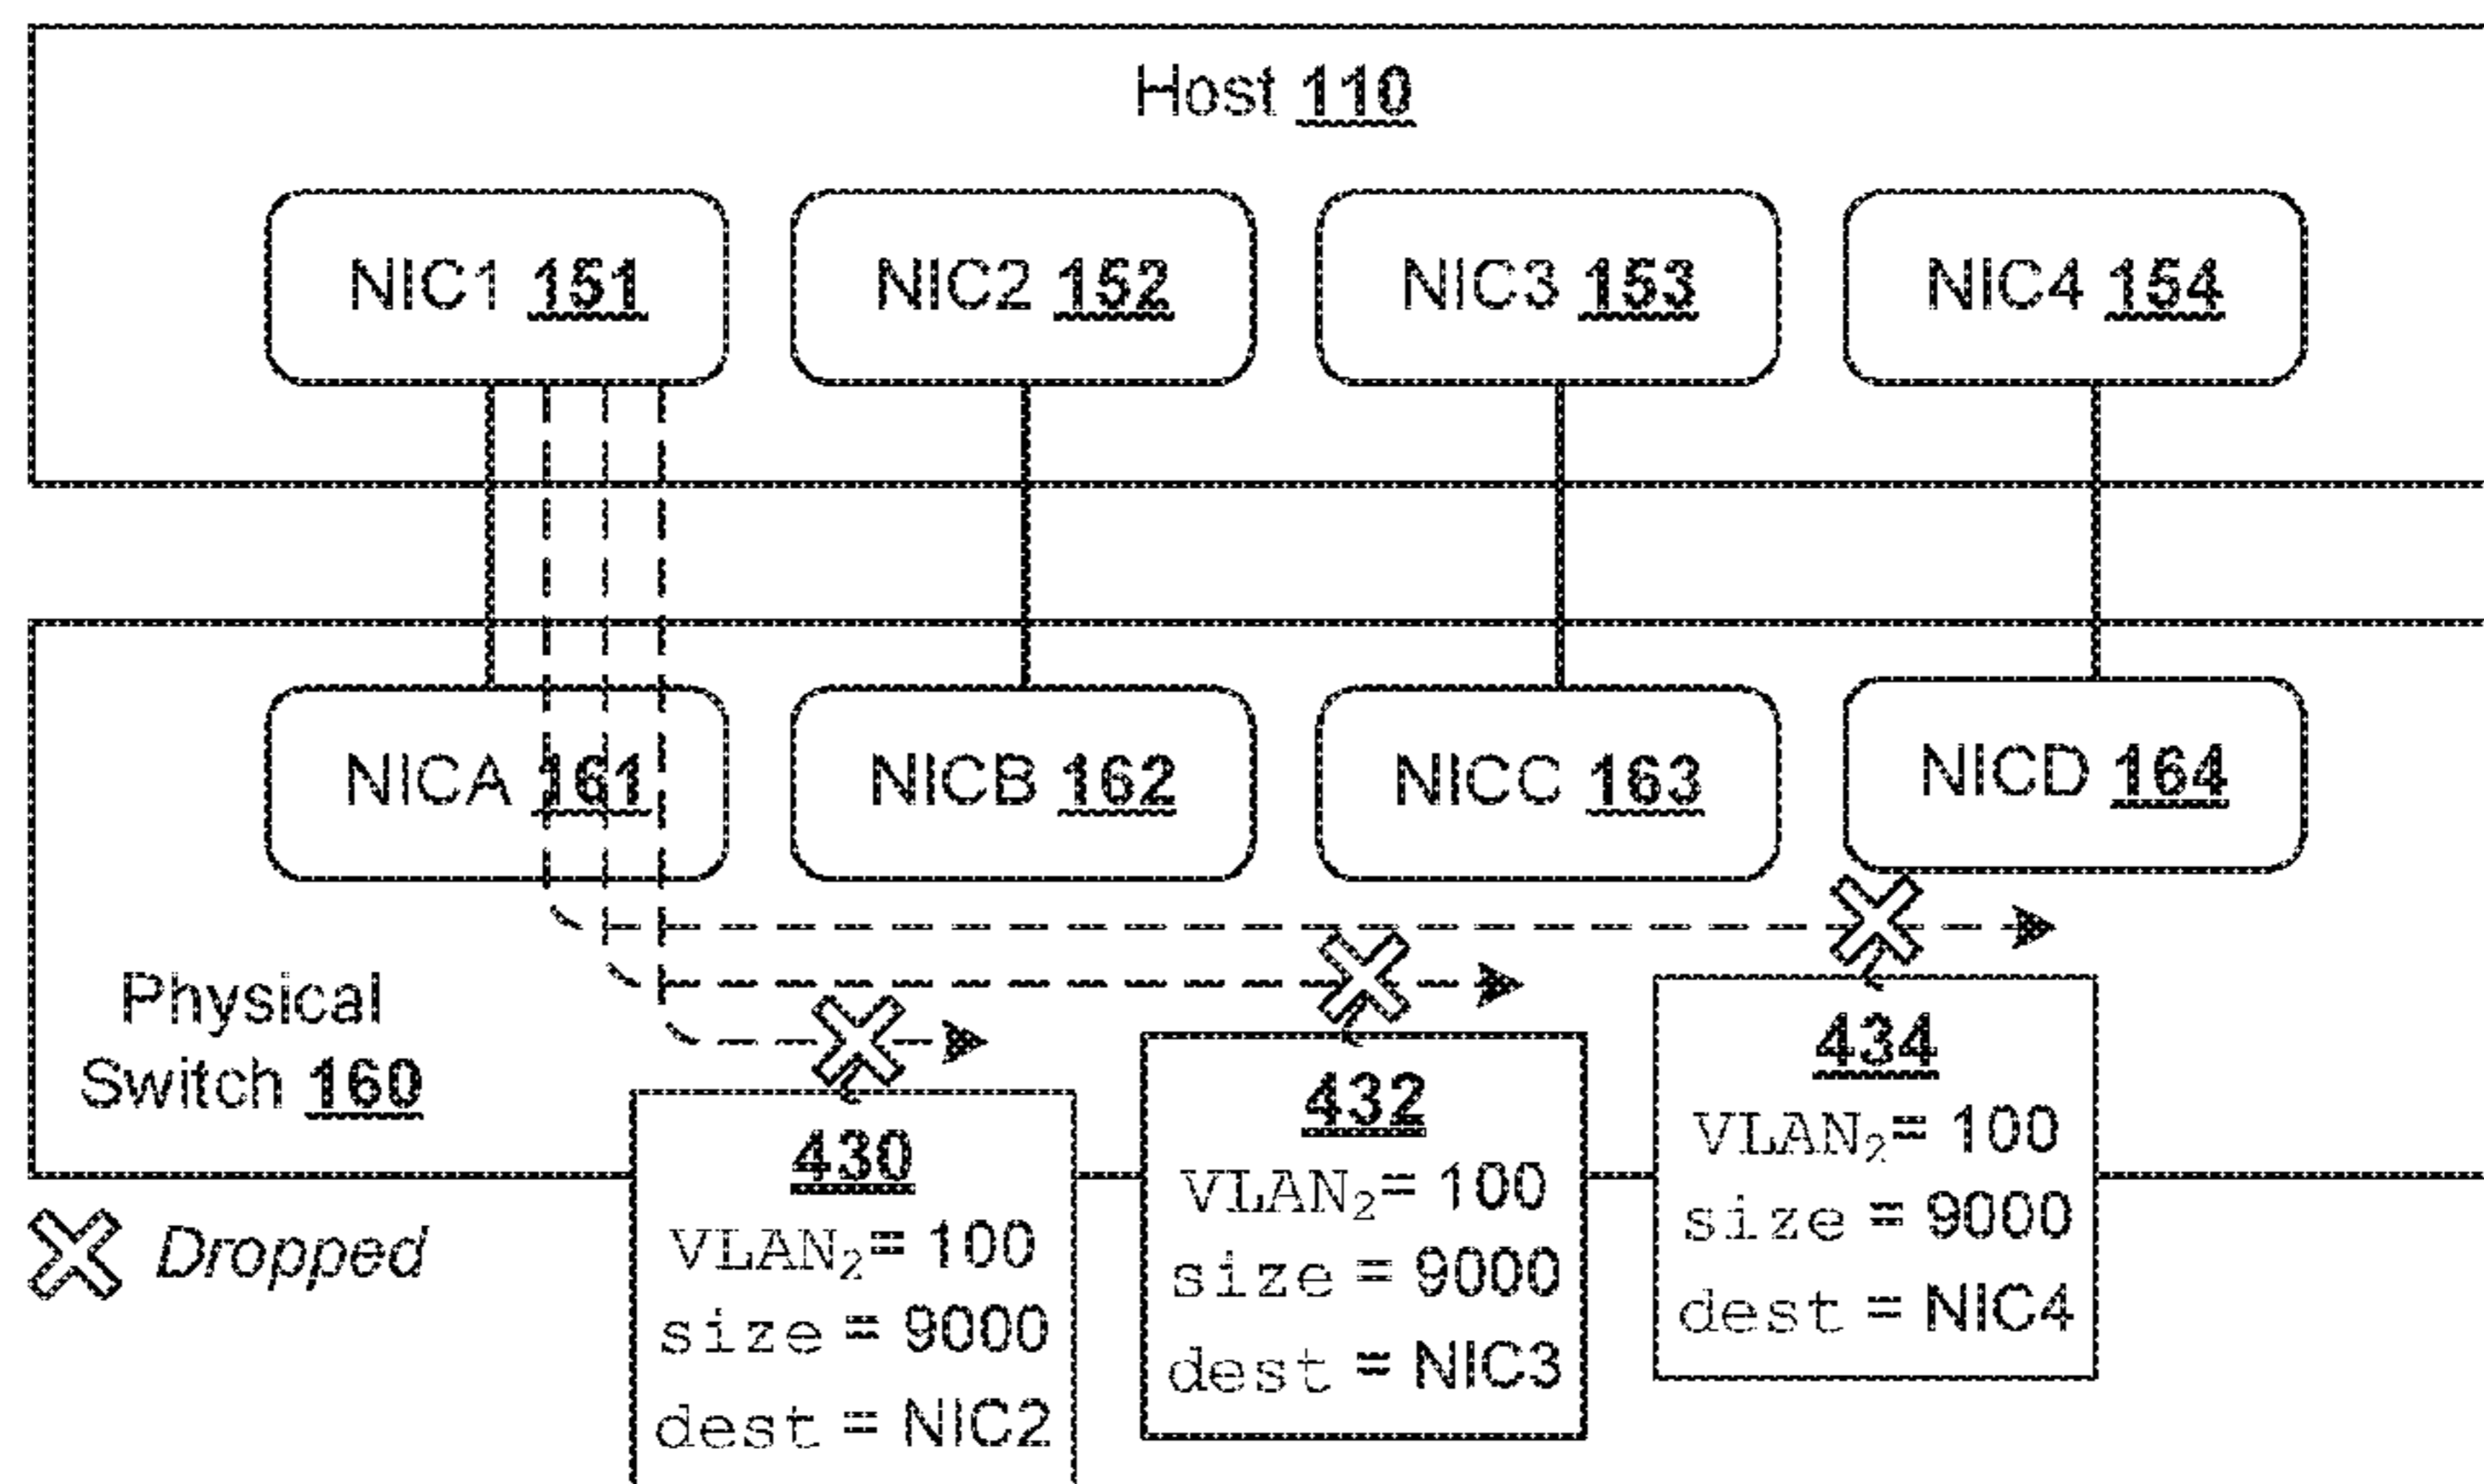 Host 110
NIC1 151
NIC2 152
NIC3 153
NIC4 154
NICA 161
NICB 162
NICC 163
NICD 164
Physical
Switch 160
430
VLAN₂= 100
size = 9000
dest = NIC2
432
VLAN₂= 100
size = 9000
dest = NIC3
434
VLAN₂= 100
size = 9000
dest = NIC4
Dropped